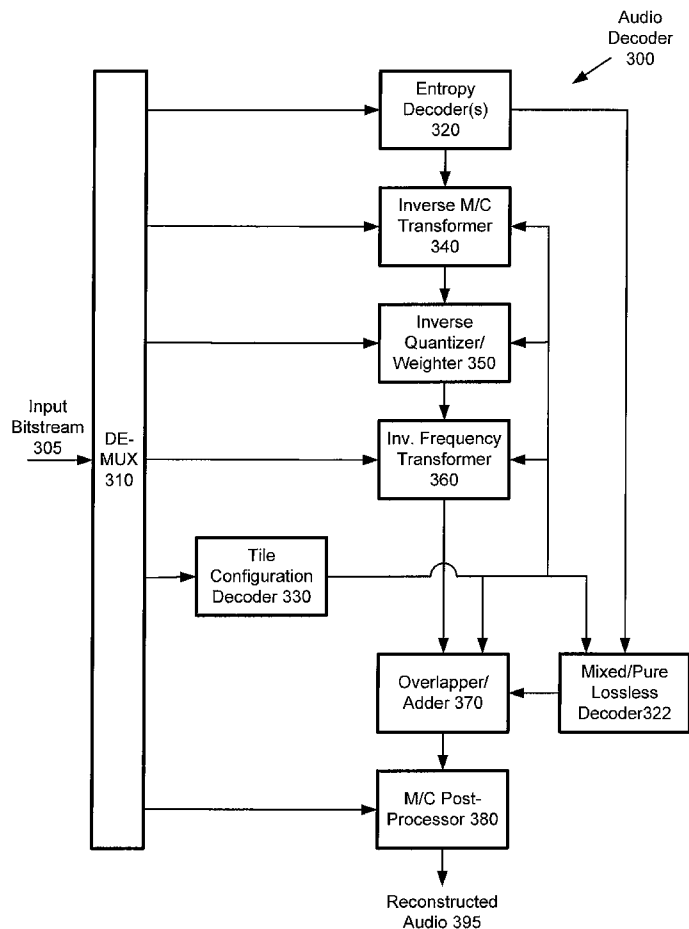 Audio
Decoder
300
Entropy
Decoder(s)
320
Inverse M/C
Transformer
340
Inverse
Quantizer/
Weighter 350
Input
Bitstream
305
DE-
MUX
310
Inv. Frequency
Transformer
360
Tile
Configuration
Decoder 330
Overlapper/
Adder 370
Mixed/Pure
Lossless
Decoder322
M/C Post-
Processor 380
Reconstructed
Audio 395